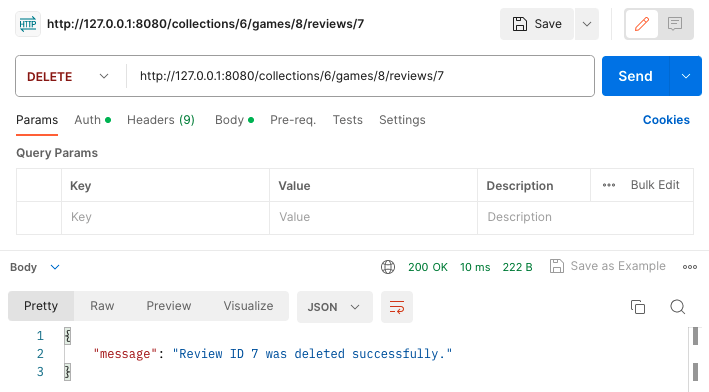 HTTP http://127.0.0.1:8080/collections/6/games/8/reviews/7 Save
DELETE http://127.0.0.1:8080/collections/6/games/8/reviews/7 Send
Params Auth Headers (9) Body Pre-req. Tests Settings Cookies
Query Params
Key Value Description Bulk Edit
Key Value Description
Body 200 OK 10 ms 222 B Save as Example
Pretty Raw Preview Visualize JSON
1 {
2 "message": "Review ID 7 was deleted successfully."
3 }